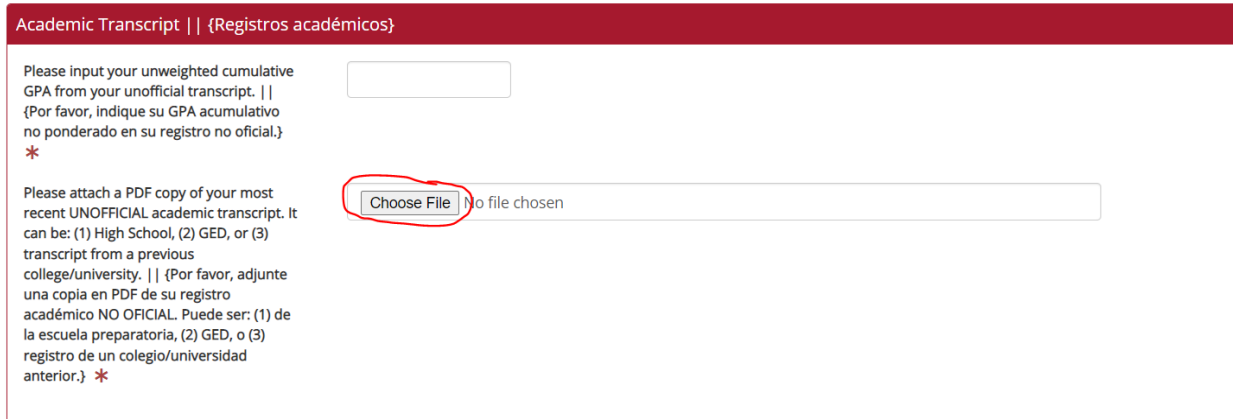 Academic Transcript || {Registros académicos}
Please input your unweighted cumulative
GPA from your unofficial transcript. ||
{Por favor, indique su GPA acumulativo
no ponderado en su registro no oficial.}
*
Please attach a PDF copy of your most
recent UNOFFICIAL academic transcript. It
can be: (1) High School, (2) GED, or (3)
transcript from a previous
college/university. || {Por favor, adjunte
una copia en PDF de su registro
académico NO OFICIAL. Puede ser: (1) de
la escuela preparatoria, (2) GED, o (3)
registro de un colegio/universidad
anterior.} *
Choose File No file chosen